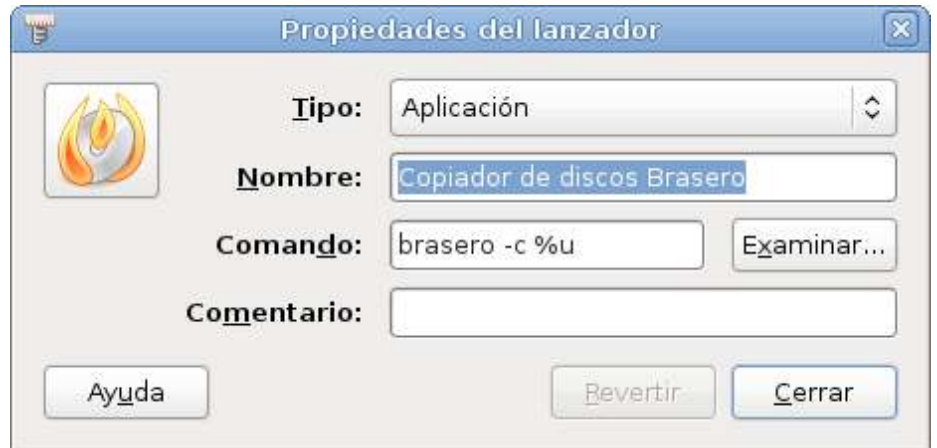 Propiedades del lanzador
Tipo: Aplicación
Nombre: Copiador de discos Brasero
Comando: brasero -c %u Examinar...
Comentario:
Ayuda Revertir Cerrar